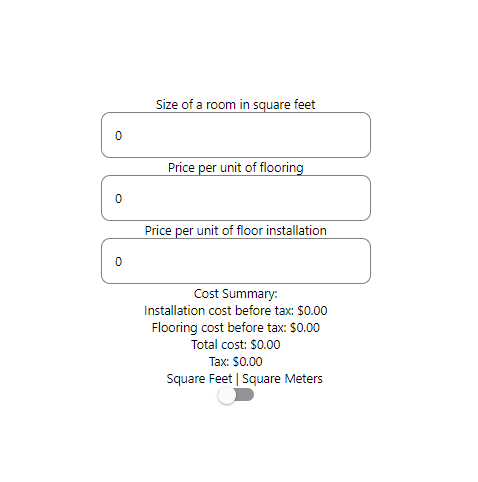 Size of a room in square feet
0
Price per unit of flooring
0
Price per unit of floor installation
0
Cost Summary:
Installation cost before tax: $0.00
Flooring cost before tax: $0.00
Total cost: $0.00
Tax: $0.00
Square Feet | Square Meters